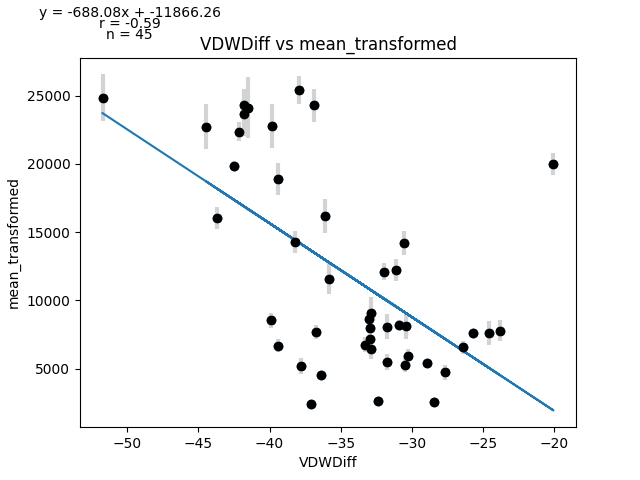 y = -688.08x + -11866.26
r = -0.59
n = 45
VDWDiff vs mean_transformed
mean_transformed
25000
20000
15000
10000
5000
−50
−45
−40
−35
−30
−25
−20
VDWDiff